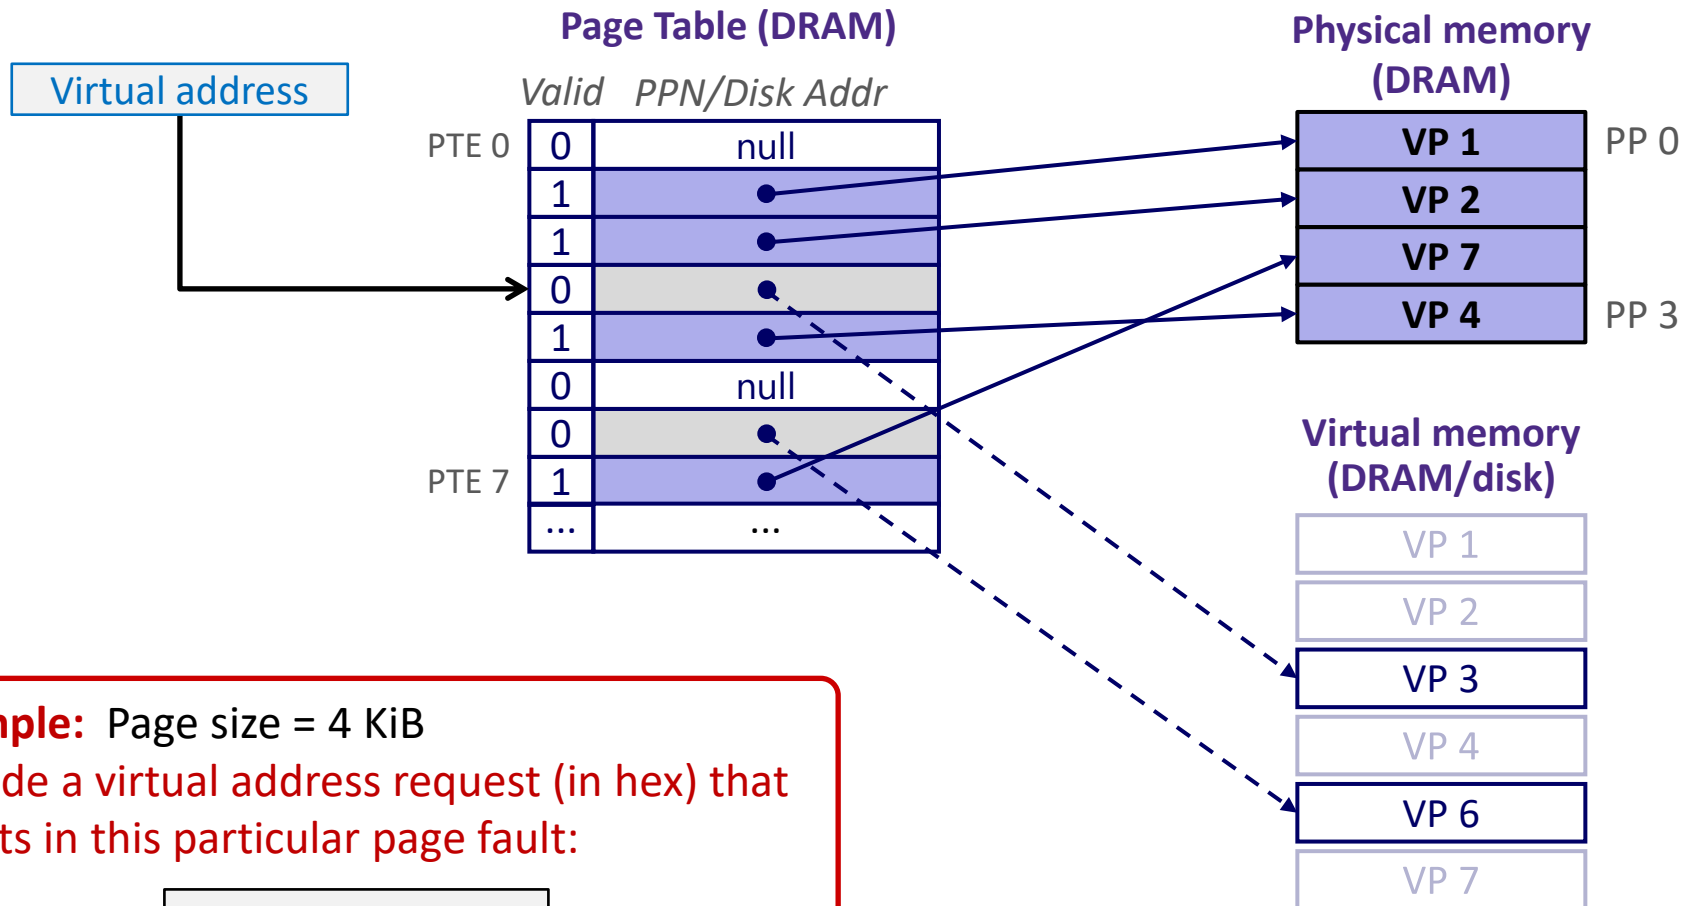 Page Table (DRAM)
Physical memory
(DRAM)
Virtual address
Valid PPN/Disk Addr
PTE 0 0 null
1
1
0
1
0 null
0
PTE 7 1
... ...
VP 1 PP 0
VP 2
VP 7
VP 4 PP 3
Virtual memory
(DRAM/disk)
VP 1
VP 2
VP 3
VP 4
VP 6
VP 7
mple: Page size = 4 KiB
de a virtual address request (in hex) that
ts in this particular page fault: